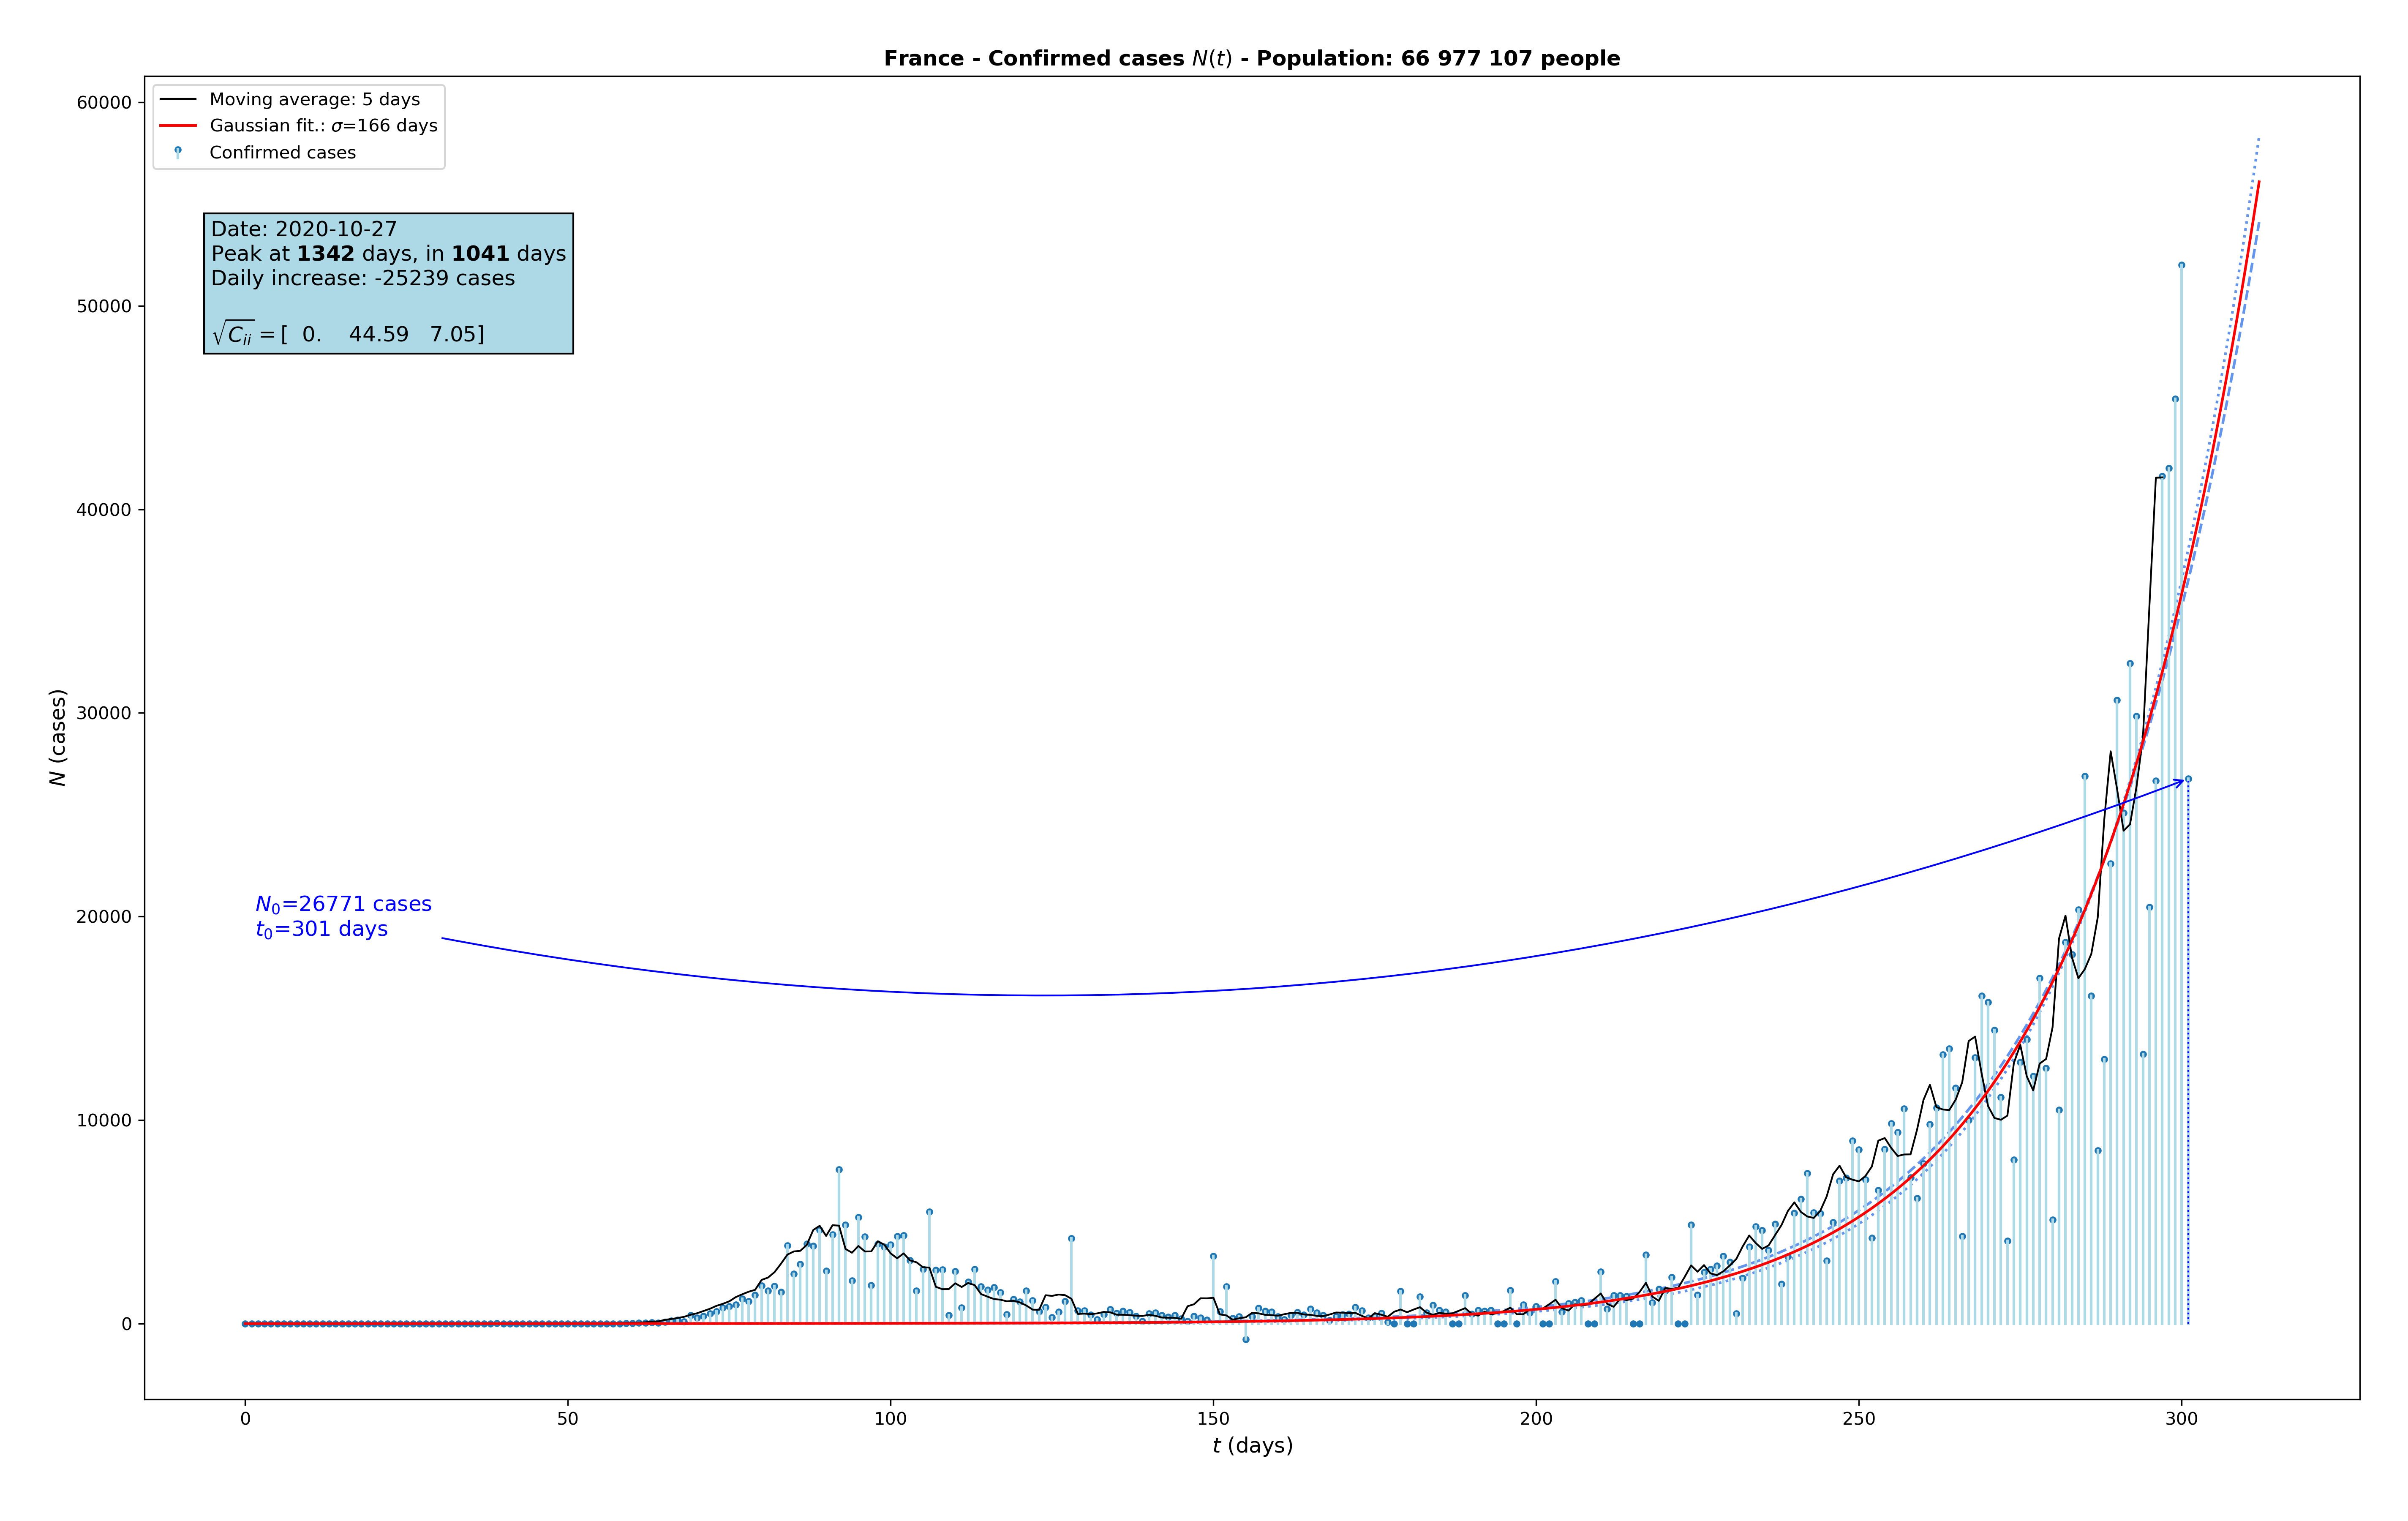 France - Confirmed cases N(t) - Population: 66 977 107 people
Moving average: 5 days
Gaussian fit.: σ=166 days
Confirmed cases
Date: 2020-10-27
Peak at 1342 days, in 1041 days
Daily increase: -25239 cases
√C_ii = [ 0. 44.59 7.05]
N_0=26771 cases
t_0=301 days
N (cases)
60000
50000
40000
30000
20000
10000
0
0 50 100 150 200 250 300
t (days)